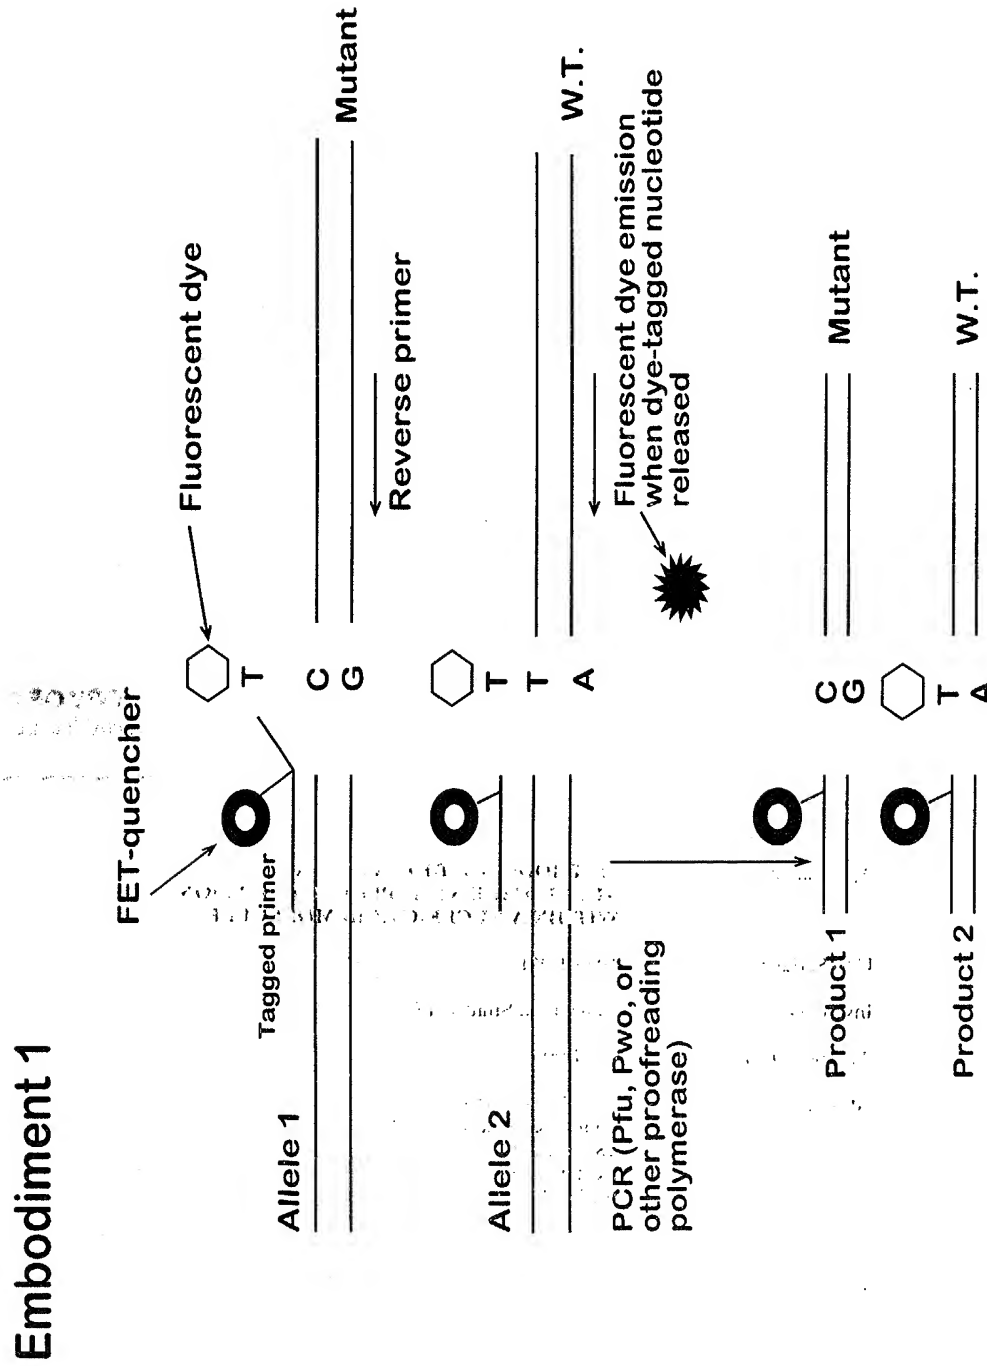 Embodiment 1
FET-quencher
Fluorescent dye
Tagged primer
T
Allele 1
C
G
Mutant
Reverse primer
T
Allele 2
T
A
W.T.
PCR (Pfu, Pwo, or
other proofreading
polymerase)
Fluorescent dye emission
when dye-tagged nucleotide
released
Product 1
C
G
Mutant
T
Product 2
A
W.T.